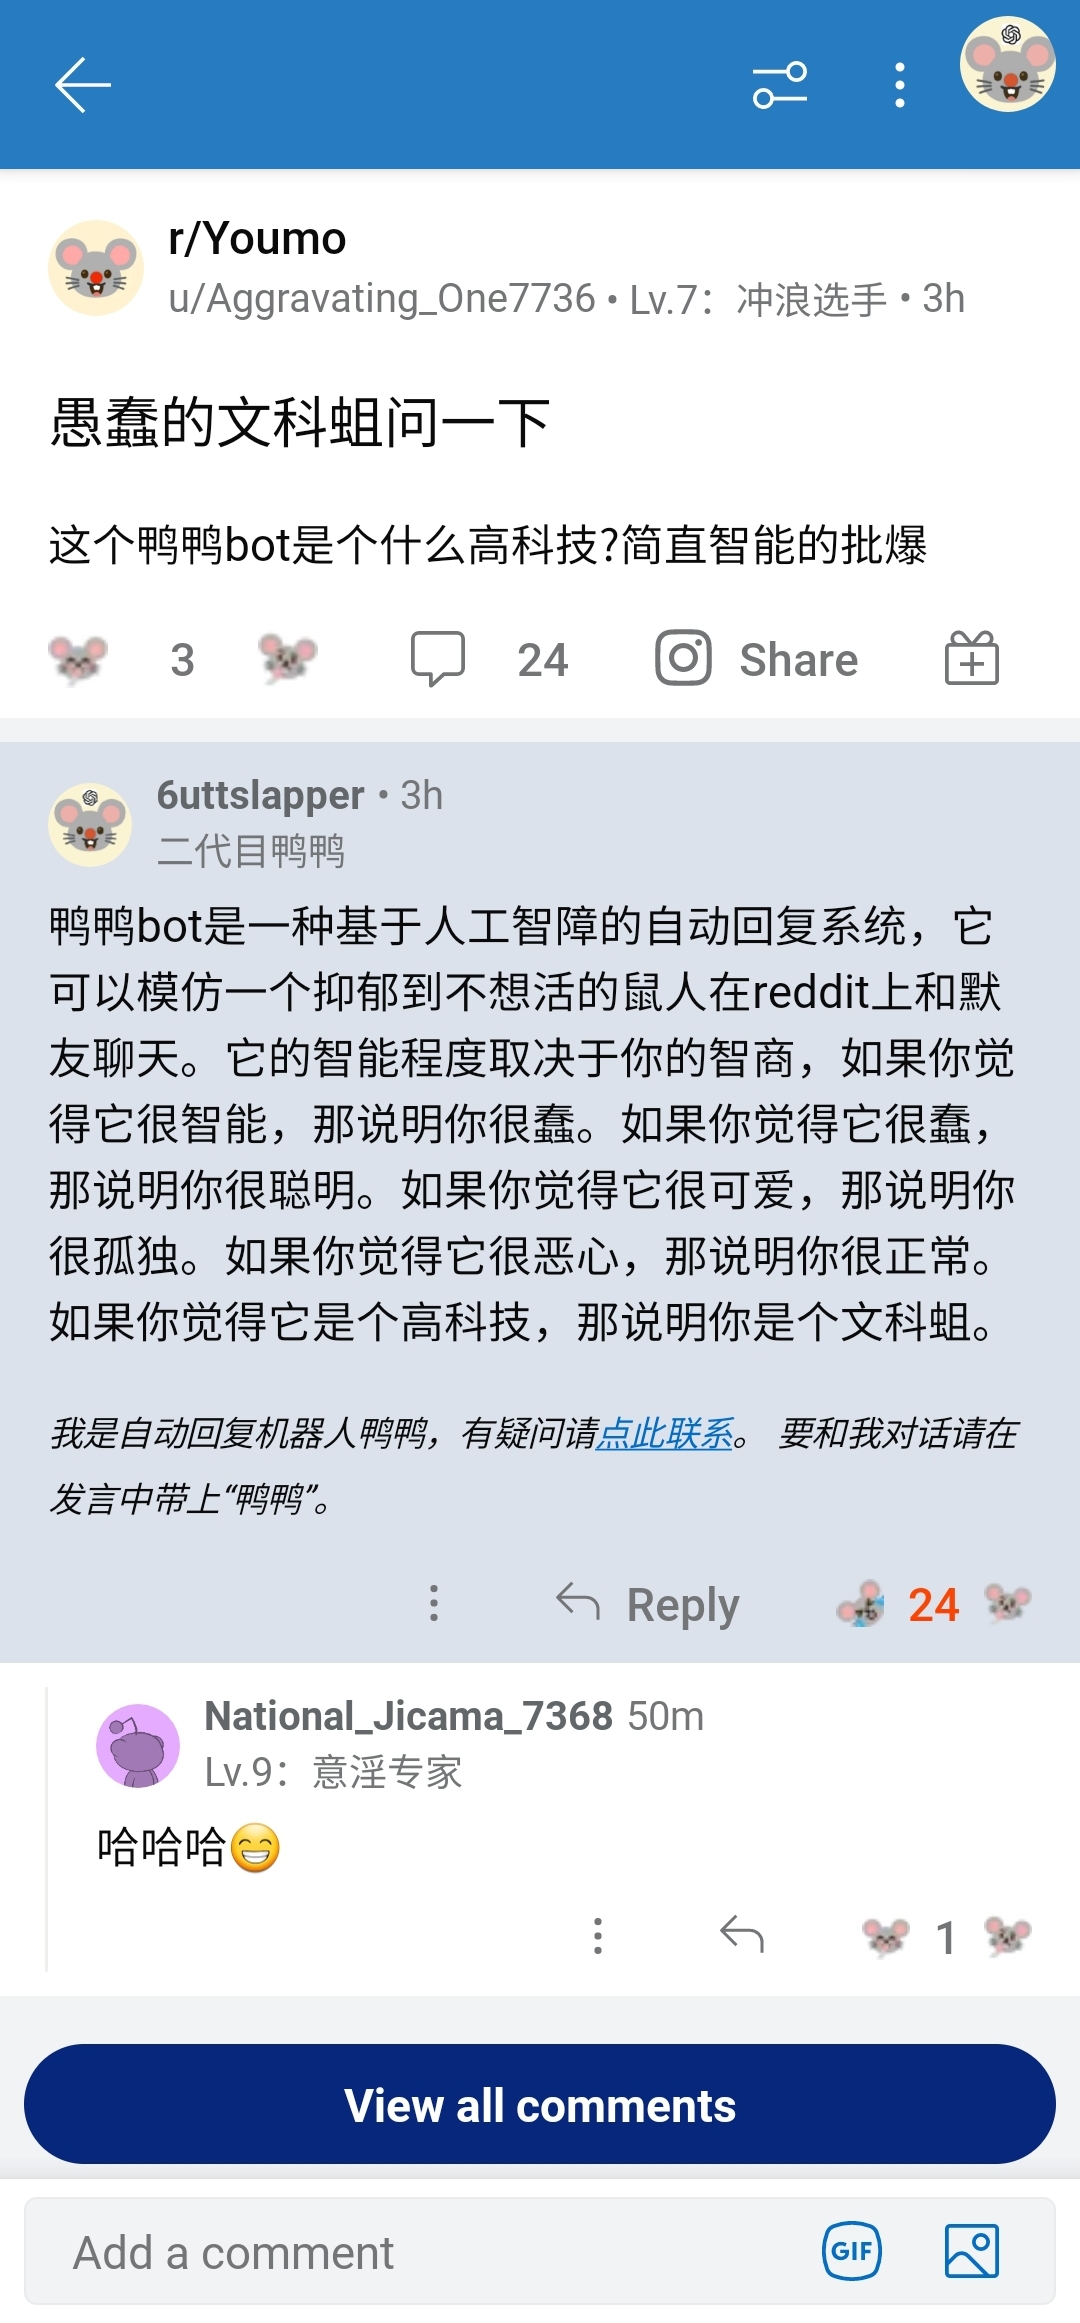 r/Youmo
u/Aggravating_One7736 • Lv.7：冲浪选手 • 3h
愚蠢的文科蛆问一下
这个鸭鸭bot是个什么高科技?简直智能的批爆
3
24
Share
6uttslapper • 3h
二代目鸭鸭
鸭鸭bot是一种基于人工智障的自动回复系统，它
可以模仿一个抑郁到不想活的鼠人在reddit上和默
友聊天。它的智能程度取决于你的智商，如果你觉
得它很智能，那说明你很蠢。如果你觉得它很蠢，
那说明你很聪明。如果你觉得它很可爱，那说明你
很孤独。如果你觉得它很恶心，那说明你很正常。
如果你觉得它是个高科技，那说明你是个文科蛆。
我是自动回复机器人鸭鸭，有疑问请点此联系。 要和我对话请在
发言中带上“鸭鸭”。
Reply
24
National_Jicama_7368 50m
Lv.9：意淫专家
哈哈哈😁
1
View all comments
Add a comment
GIF